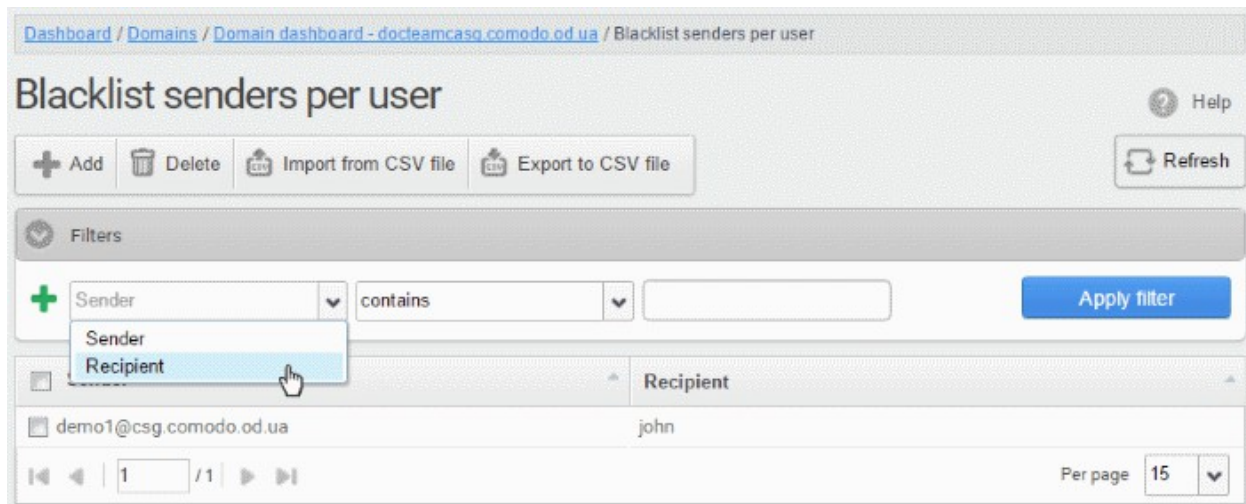 Dashboard / Domains / Domain dashboard - docteamcasg.comodo.od.ua / Blacklist senders per user
Blacklist senders per user
Help
Add Delete Import from CSV file Export to CSV file Refresh
Filters
Sender contains Apply filter
Sender
Recipient
Recipient
demo1@csg.comodo.od.ua john
1 / 1 Per page 15